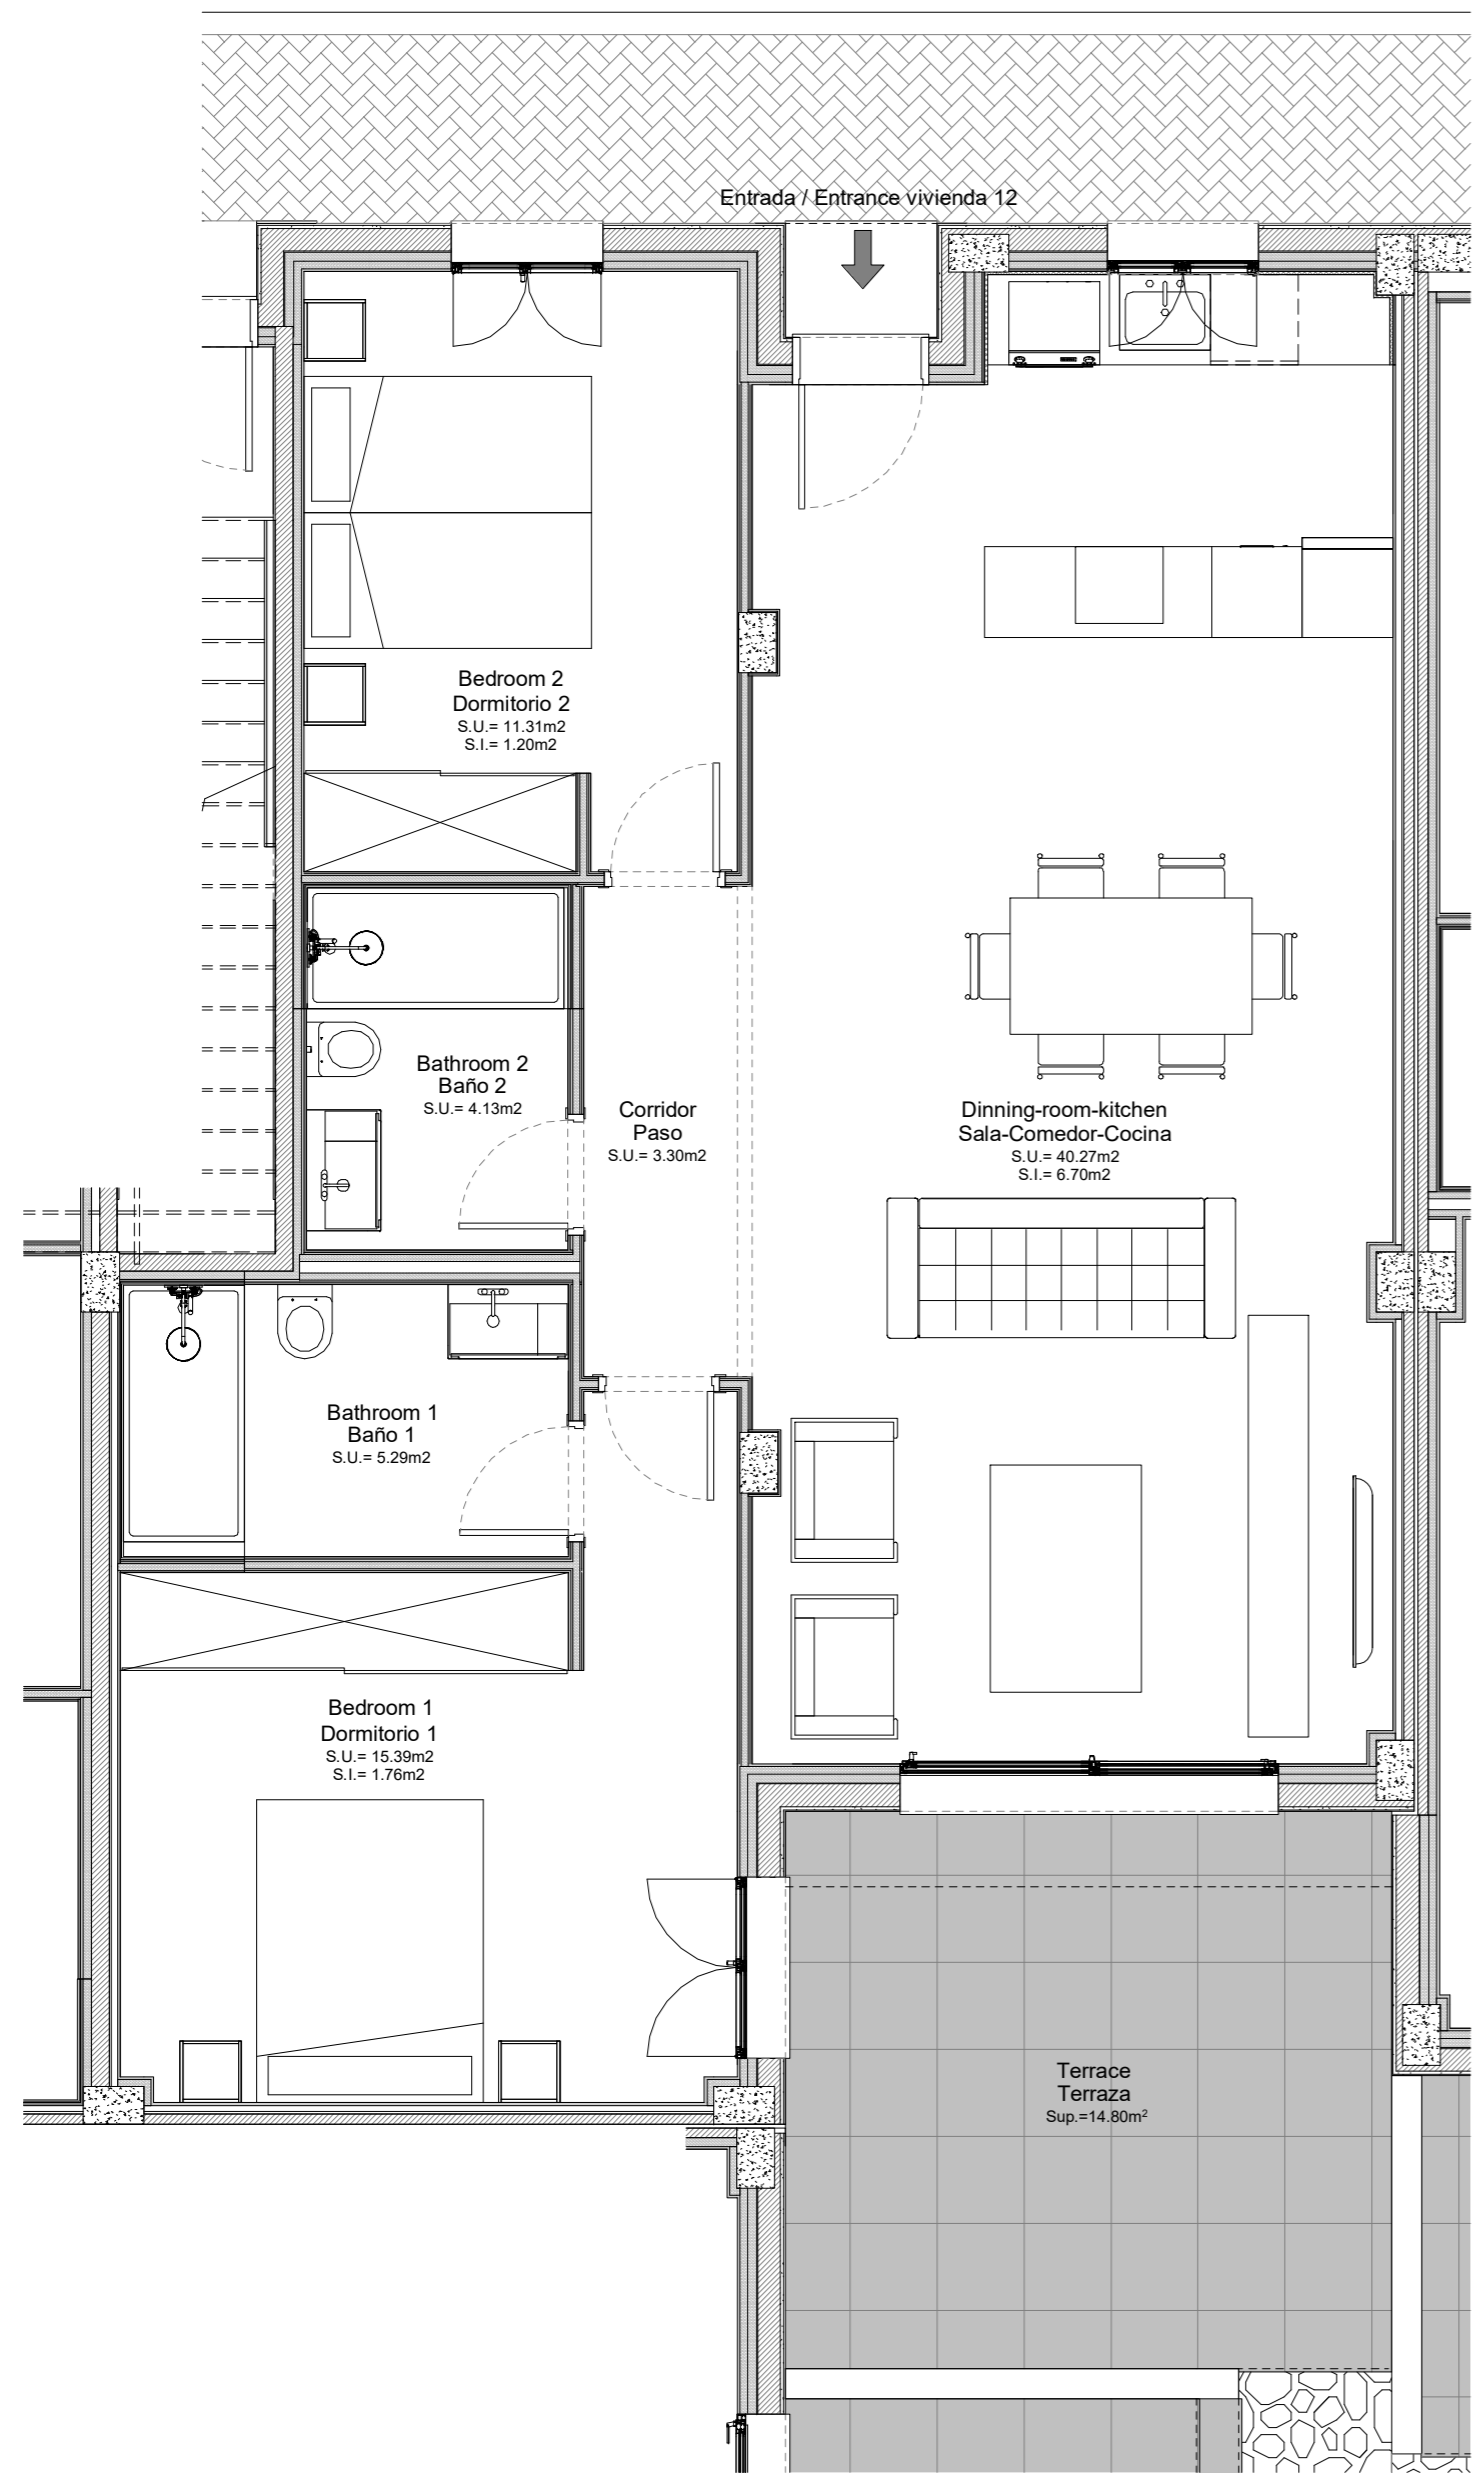 Entrada / Entrance vivienda 12
Bedroom 2
Dormitorio 2
S.U.= 11.31m2
S.I.= 1.20m2
Bathroom 2
Baño 2
S.U.= 4.13m2
Corridor
Paso
S.U.= 3.30m2
Dinning-room-kitchen
Sala-Comedor-Cocina
S.U.= 40.27m2
S.I.= 6.70m2
Bathroom 1
Baño 1
S.U.= 5.29m2
Bedroom 1
Dormitorio 1
S.U.= 15.39m2
S.I.= 1.76m2
Terrace
Terraza
Sup.=14.80m²